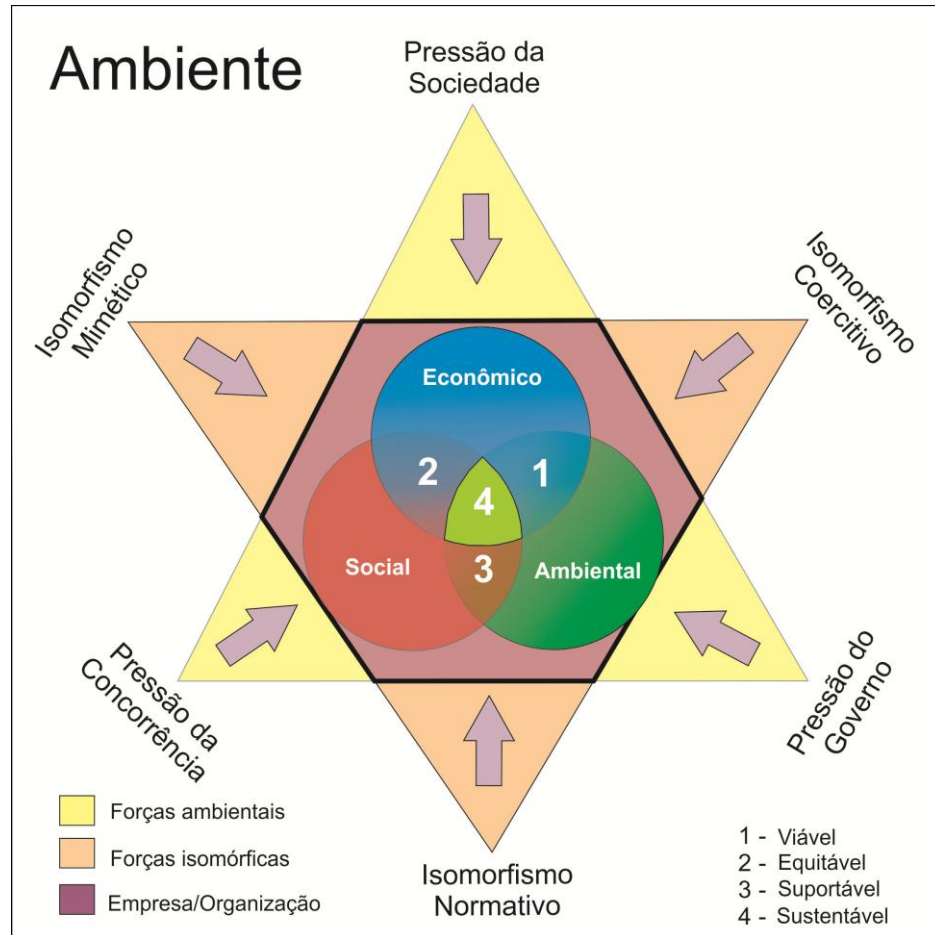 Ambiente
Pressão da
Sociedade
Isomorfismo
Mimético
Isomorfismo
Coercitivo
Econômico
2
1
4
Social
3
Ambiental
Pressão da
Concorrência
Pressão do
Governo
Isomorfismo
Normativo
Forças ambientais
Forças isomórficas
Empresa/Organização
1 - Viável
2 - Equitável
3 - Suportável
4 - Sustentável